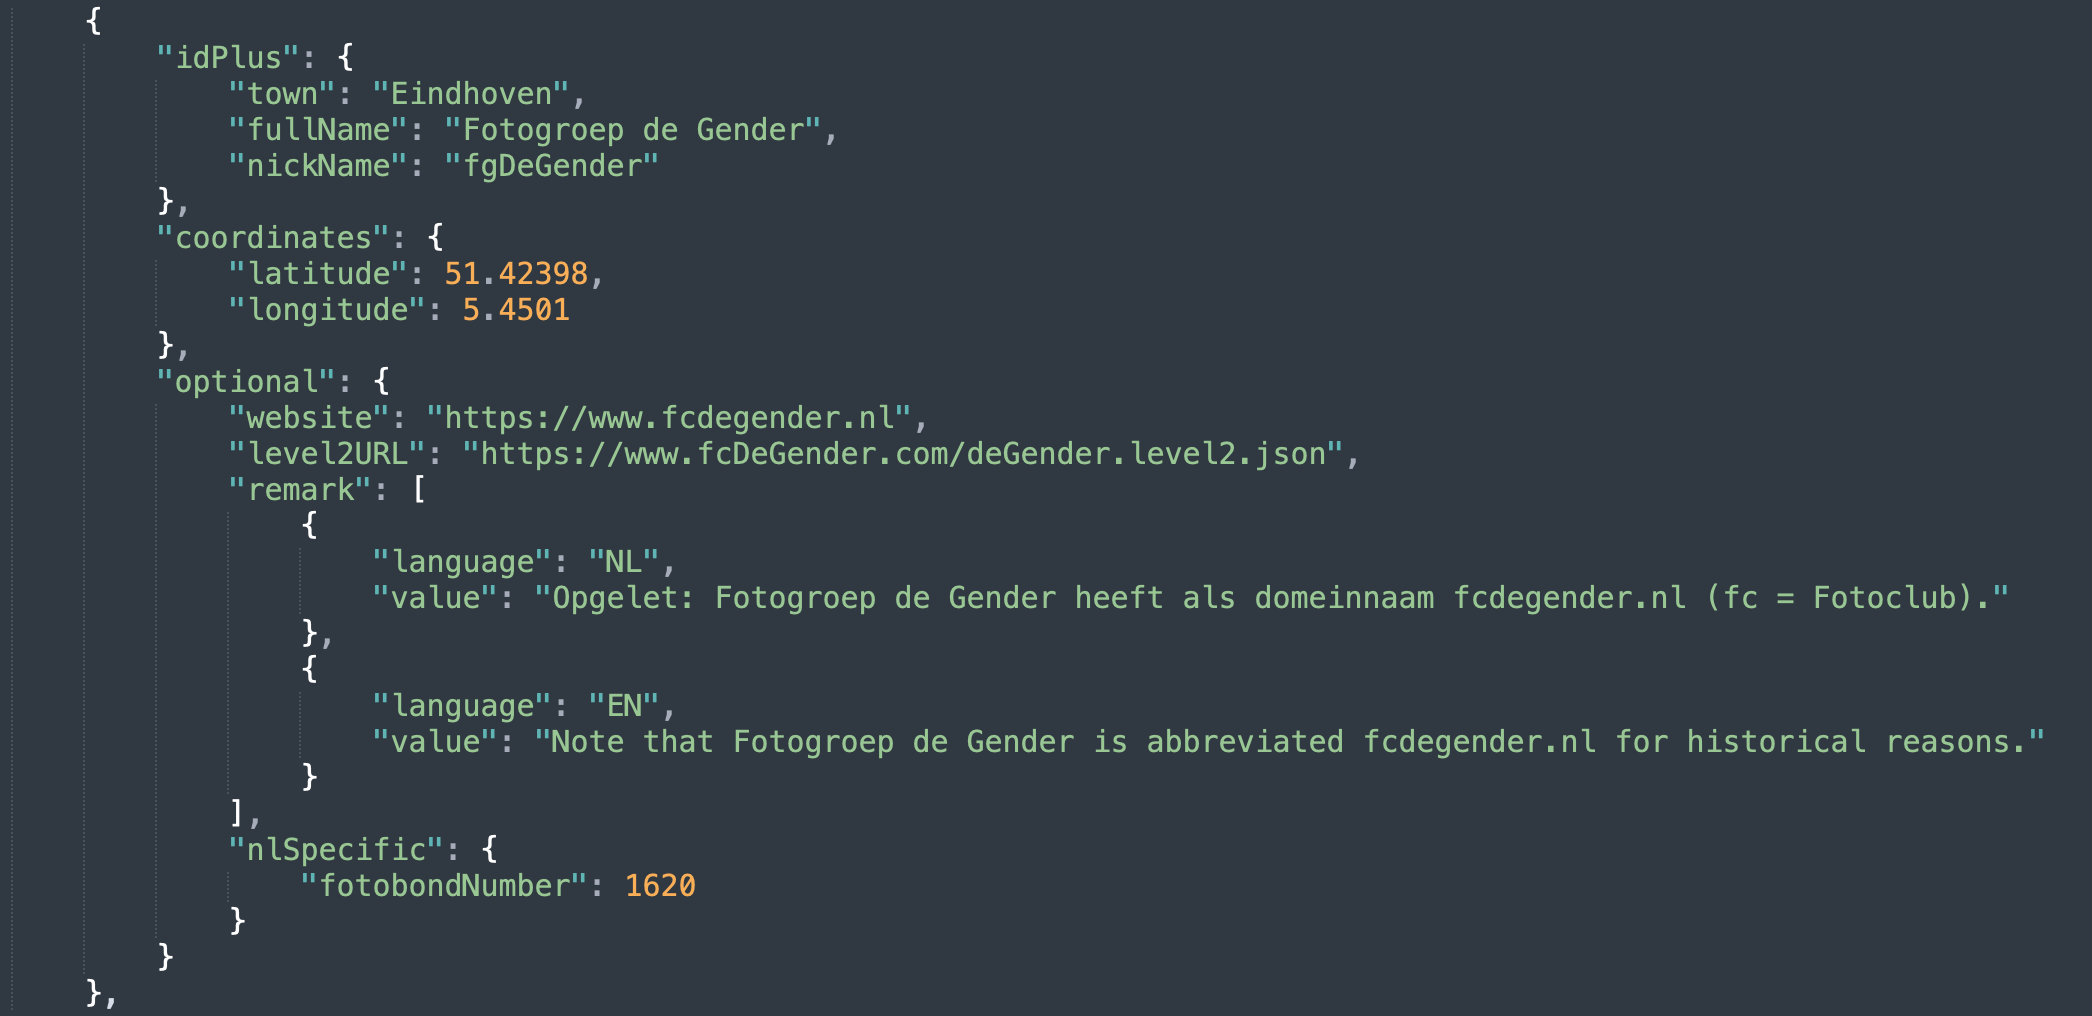 {
"idPlus": {
"town": "Eindhoven",
"fullName": "Fotogroep de Gender",
"nickName": "fgDeGender"
},
"coordinates": {
"latitude": 51.42398,
"longitude": 5.4501
},
"optional": {
"website": "https://www.fcdegender.nl",
"level2URL": "https://www.fcDeGender.com/deGender.level2.json",
"remark": [
{
"language": "NL",
"value": "Opgelet: Fotogroep de Gender heeft als domeinnaam fcdegender.nl (fc = Fotoclub)."
},
{
"language": "EN",
"value": "Note that Fotogroep de Gender is abbreviated fcdegender.nl for historical reasons."
}
],
"nlSpecific": {
"fotobondNumber": 1620
}
}
},